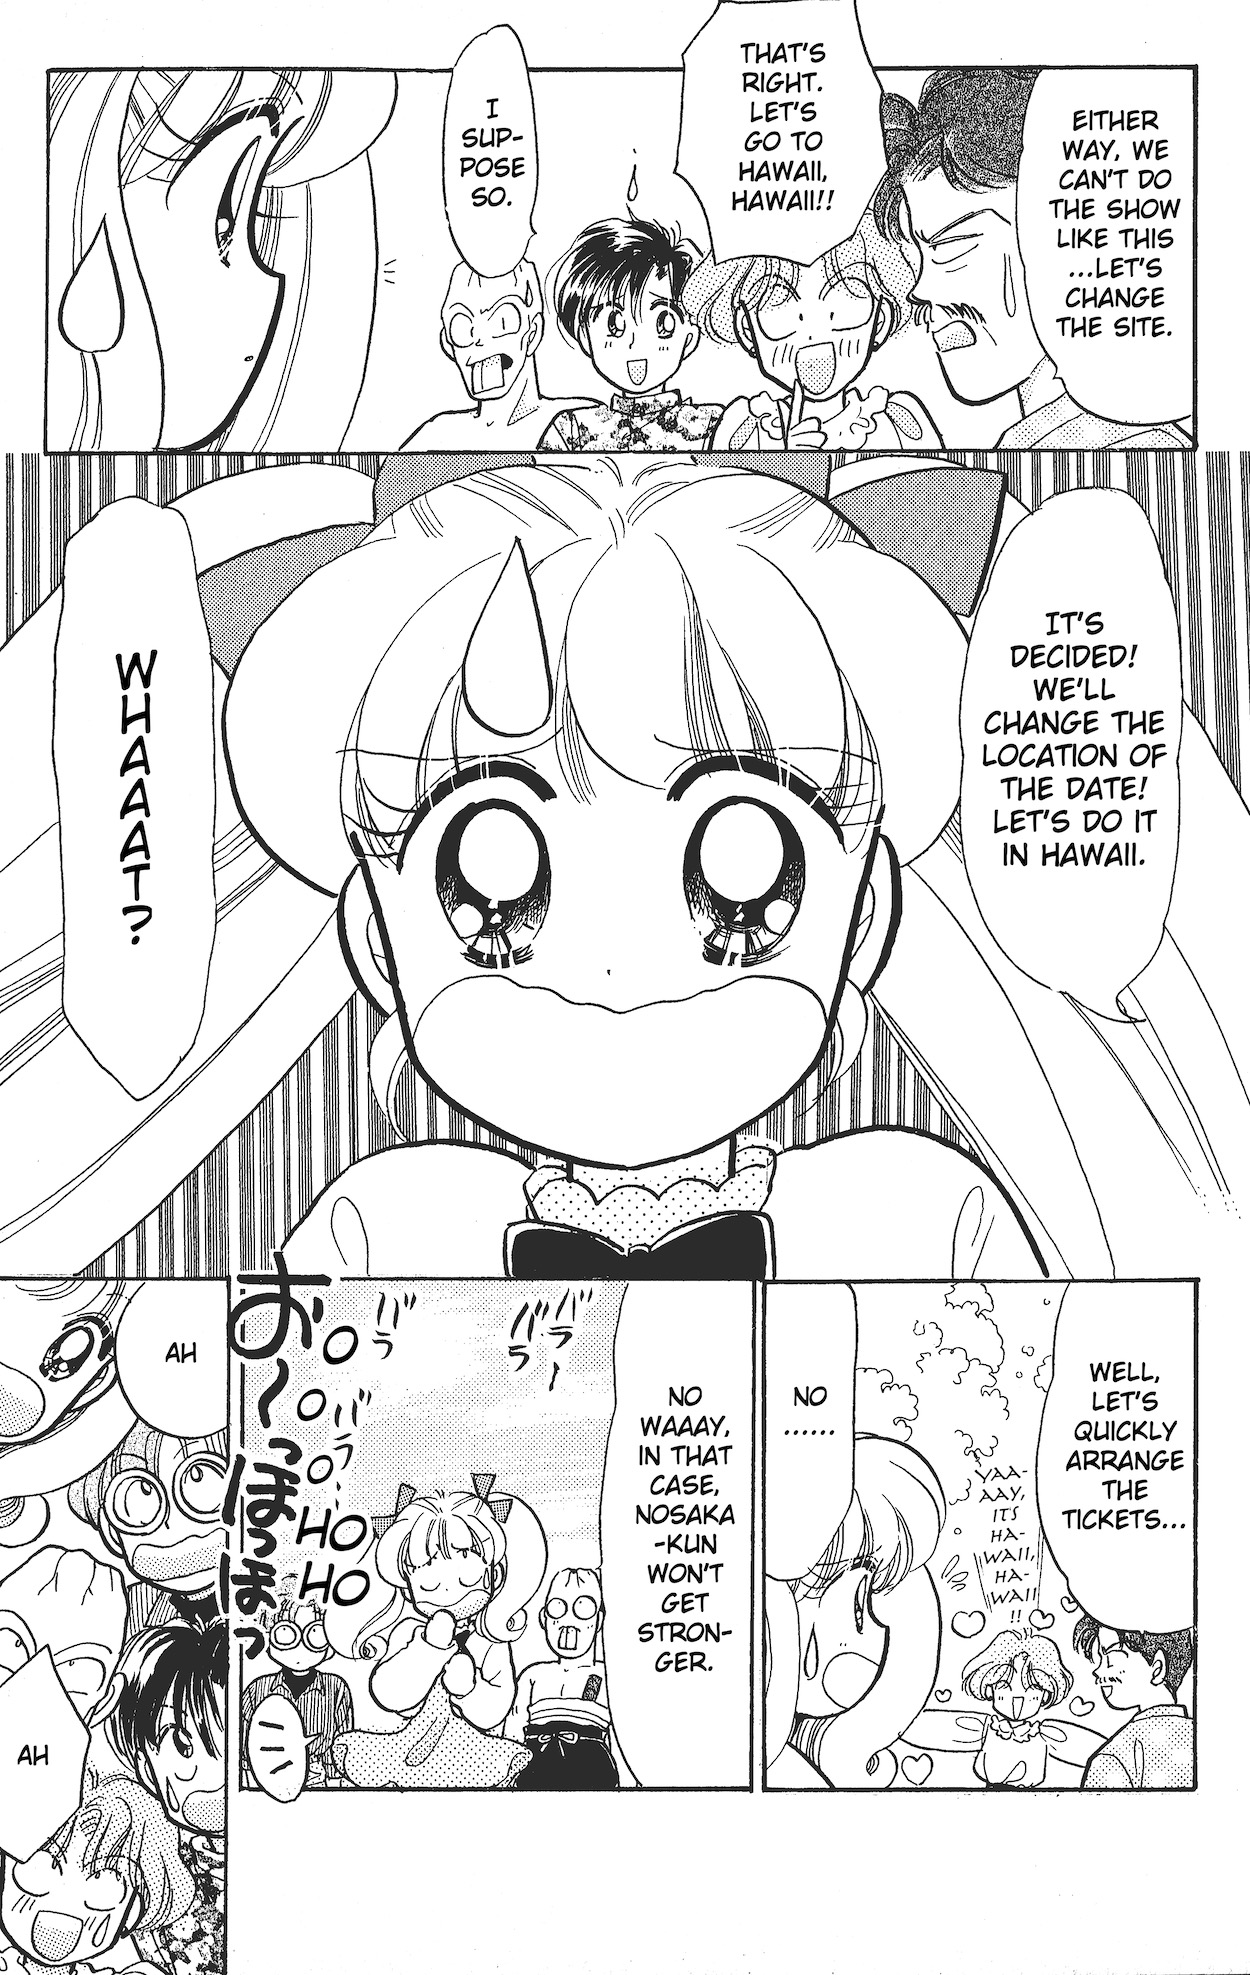 EITHER
WAY, WE
CAN'T DO
THE SHOW
LIKE THIS
...LET'S
CHANGE
THE SITE.
THAT'S
RIGHT.
LET'S
GO TO
HAWAII,
HAWAII!!
I
SUP-
POSE
SO.
IT'S
DECIDED!
WE'LL
CHANGE THE
LOCATION OF
THE DATE!
LET'S DO IT
IN HAWAII.
WHAAAT?
WELL,
LET'S
QUICKLY
ARRANGE
THE
TICKETS...
YAA-
AAY,
ITS
HA-
WAII,
HA-
WAII
!!
NO
......
NO
WAAAY,
IN THAT
CASE,
NOSAKA
-KUN
WON'T
GET
STRON-
GER.
バラバラー
バラ
バラ
O
O
O
HO
HO
お〜っほっほっ
AH
AH